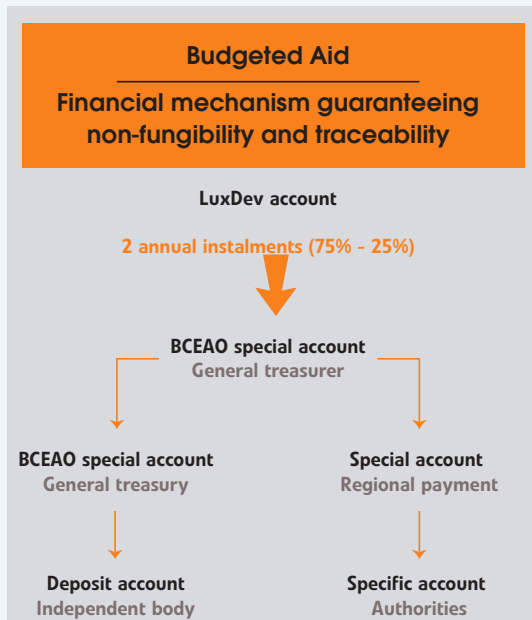 Budgeted Aid
Financial mechanism guaranteeing
non-fungibility and traceability
LuxDev account
2 annual instalments (75% - 25%)
BCEAO special account
General treasurer
BCEAO special account
General treasury
Special account
Regional payment
Deposit account
Independent body
Specific account
Authorities